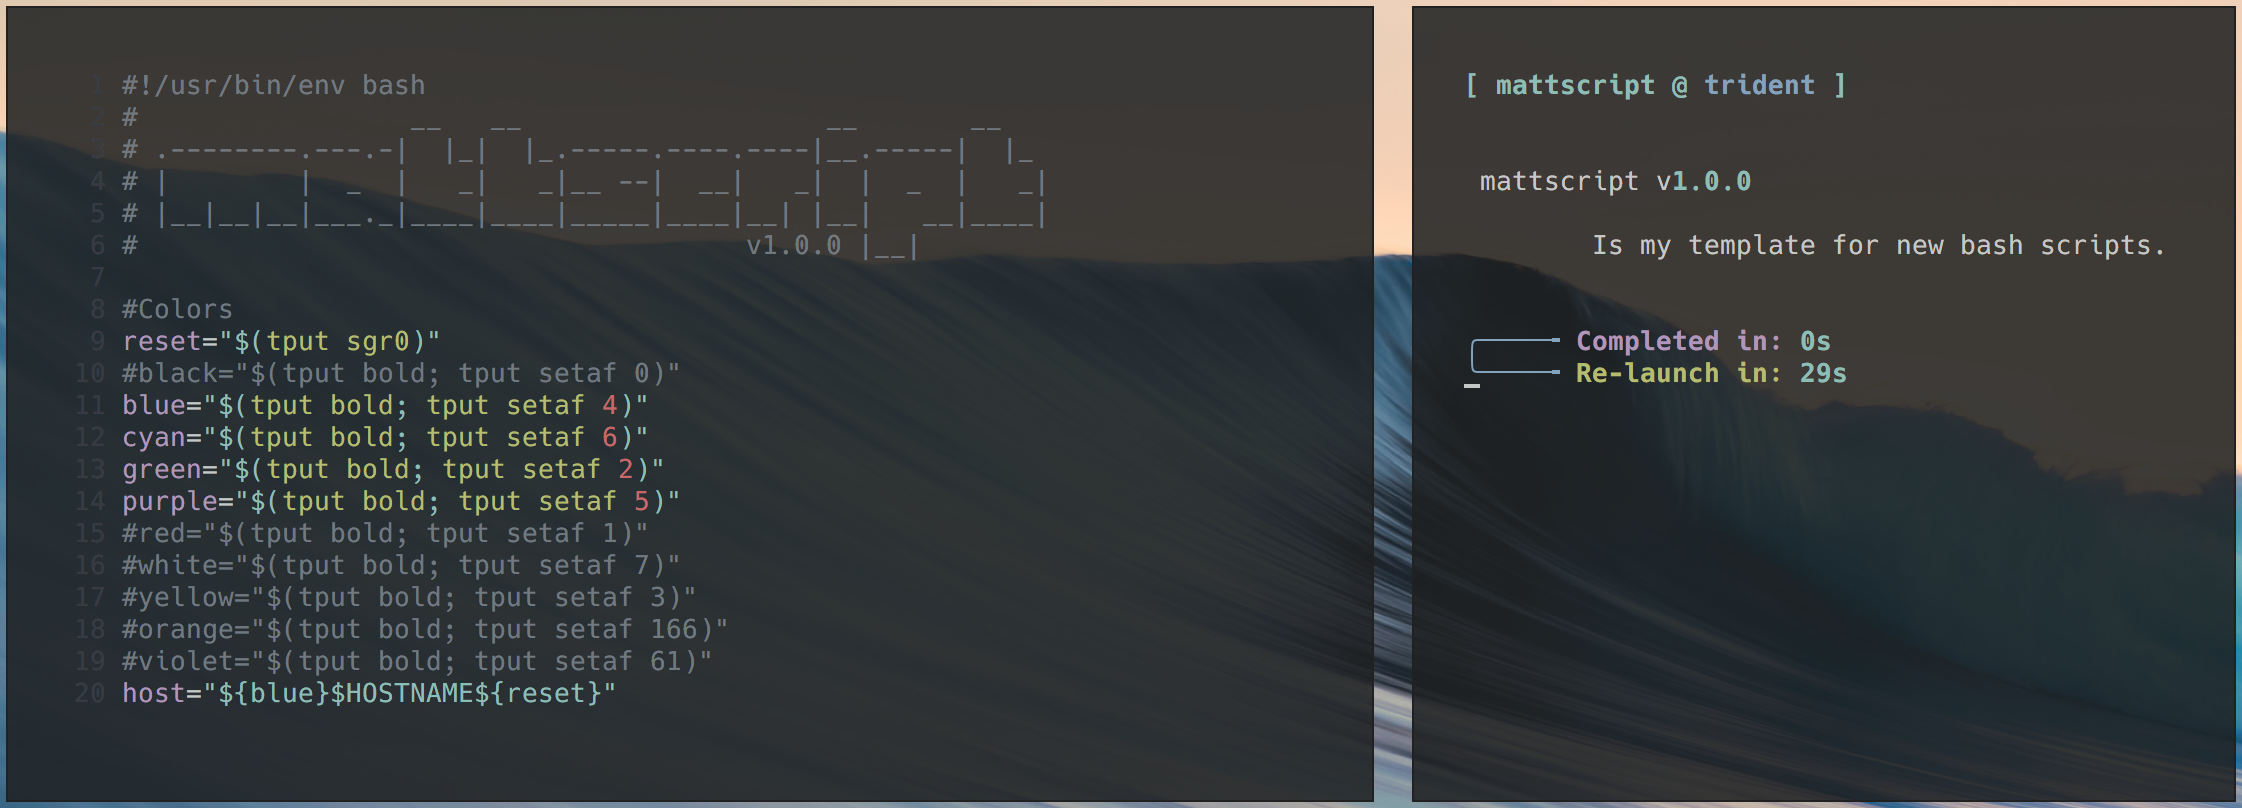 1 #!/usr/bin/env bash
2 #                 __   __                   __       __
3 # .--------.---.-|  |_|  |_.-----.----.----|__.-----|  |_
4 # |        |  _  |   _|   _|__ --|  __|   _|  |  _  |   _|
5 # |__|__|__|___._|____|____|_____|____|__| |__|   __|____|
6 #                                      v1.0.0 |__|
7
8 #Colors
9 reset="$(tput sgr0)"
10 #black="$(tput bold; tput setaf 0)"
11 blue="$(tput bold; tput setaf 4)"
12 cyan="$(tput bold; tput setaf 6)"
13 green="$(tput bold; tput setaf 2)"
14 purple="$(tput bold; tput setaf 5)"
15 #red="$(tput bold; tput setaf 1)"
16 #white="$(tput bold; tput setaf 7)"
17 #yellow="$(tput bold; tput setaf 3)"
18 #orange="$(tput bold; tput setaf 166)"
19 #violet="$(tput bold; tput setaf 61)"
20 host="${blue}$HOSTNAME${reset}"
[ mattscript @ trident ]
mattscript v1.0.0
Is my template for new bash scripts.
Completed in: 0s
Re-launch in: 29s